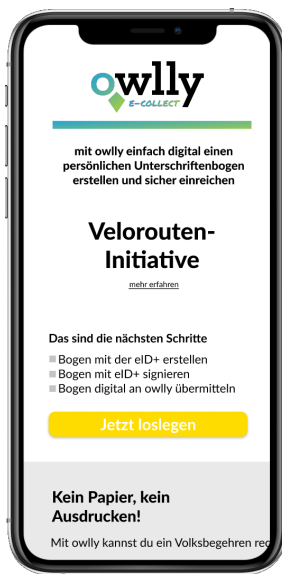 owlly
E-COLLECT
mit owlly einfach digital einen
persönlichen Unterschriftenbogen
erstellen und sicher einreichen
Velorouten-
Initiative
mehr erfahren
Das sind die nächsten Schritte
Bogen mit der eID+ erstellen
Bogen mit eID+ signieren
Bogen digital an owlly übermitteln
Jetzt loslegen
Kein Papier, kein
Ausdrucken!
Mit owlly kannst du ein Volksbegehren rec